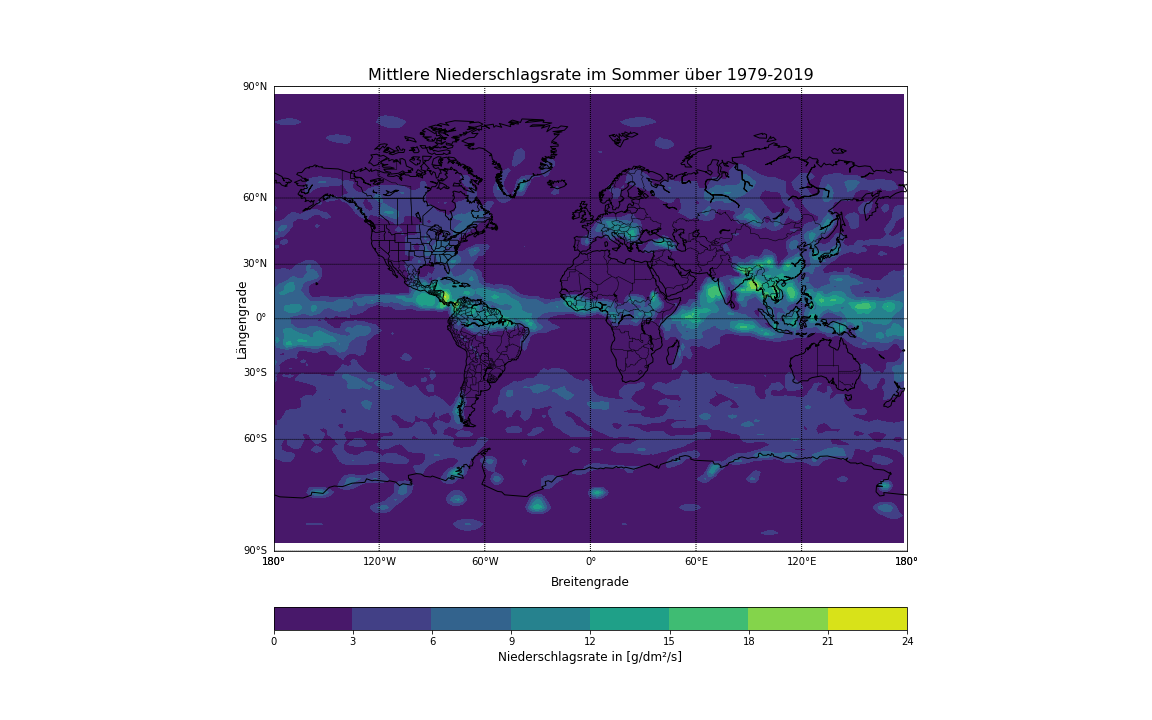 Mittlere Niederschlagsrate im Sommer über 1979-2019
90°N
60°N
30°N
0°
30°S
60°S
90°S
Längengrade
180° 120°W 60°W 0° 60°E 120°E 180°
Breitengrade
0 3 6 9 12 15 18 21 24
Niederschlagsrate in [g/dm²/s]